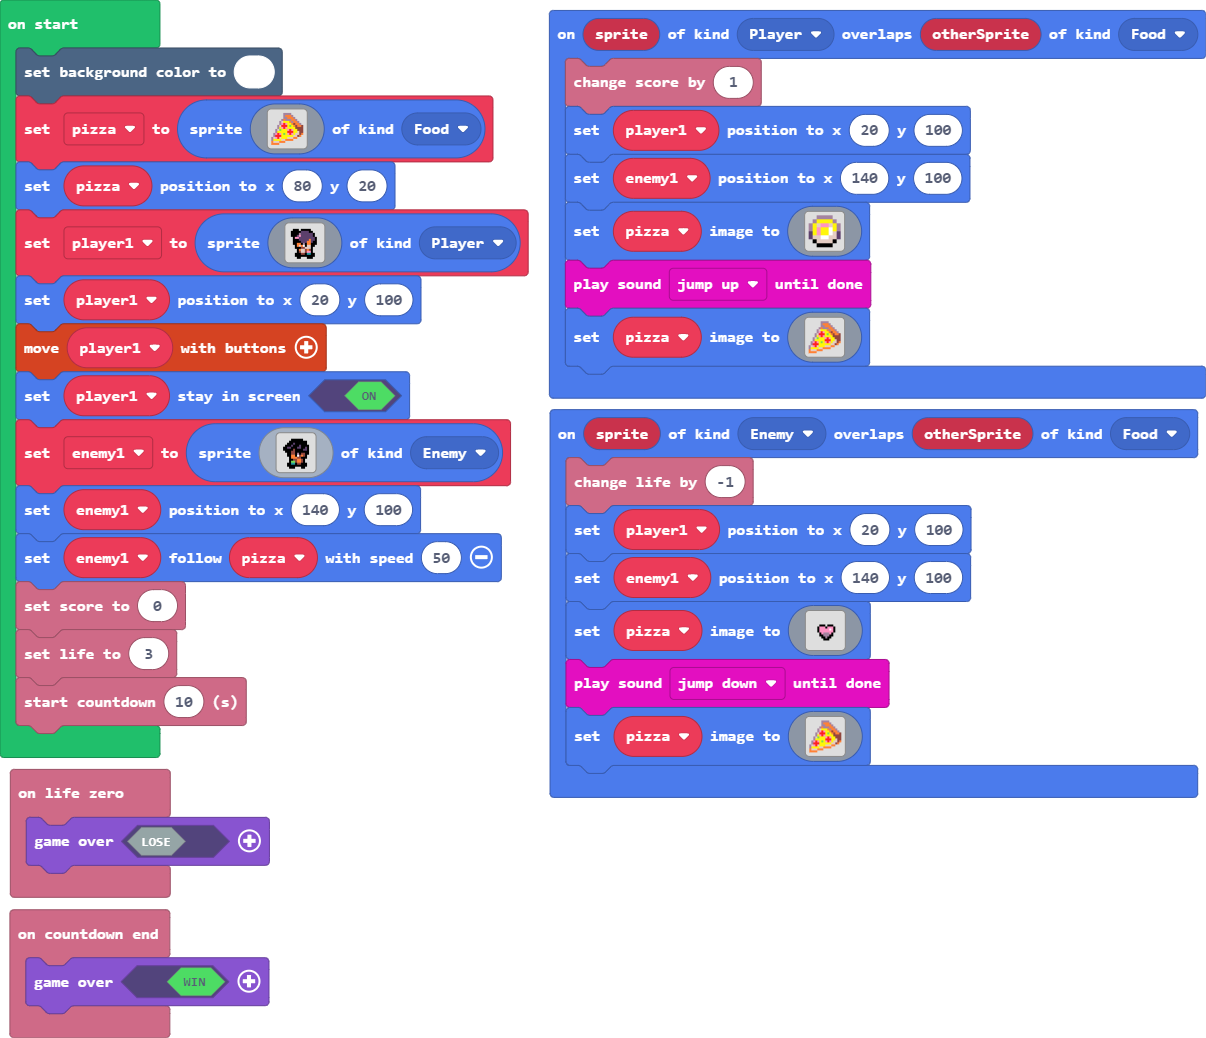 on start
set background color to
set pizza to sprite of kind Food
set pizza position to x 80 y 20
set player1 to sprite of kind Player
set player1 position to x 20 y 100
move player1 with buttons
set player1 stay in screen ON
set enemy1 to sprite of kind Enemy
set enemy1 position to x 140 y 100
set enemy1 follow pizza with speed 50
set score to 0
set life to 3
start countdown 10 (s)
on life zero
game over LOSE
on countdown end
game over WIN
on sprite of kind Player overlaps otherSprite of kind Food
change score by 1
set player1 position to x 20 y 100
set enemy1 position to x 140 y 100
set pizza image to
play sound jump up until done
set pizza image to
on sprite of kind Enemy overlaps otherSprite of kind Food
change life by -1
set player1 position to x 20 y 100
set enemy1 position to x 140 y 100
set pizza image to
play sound jump down until done
set pizza image to